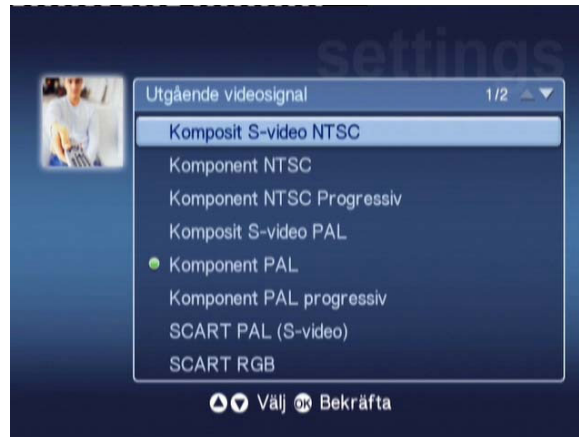 settings
Utgående videosignal 1/2
Komposit S-video NTSC
Komponent NTSC
Komponent NTSC Progressiv
Komposit S-video PAL
Komponent PAL
Komponent PAL progressiv
SCART PAL (S-video)
SCART RGB
Välj OK Bekräfta